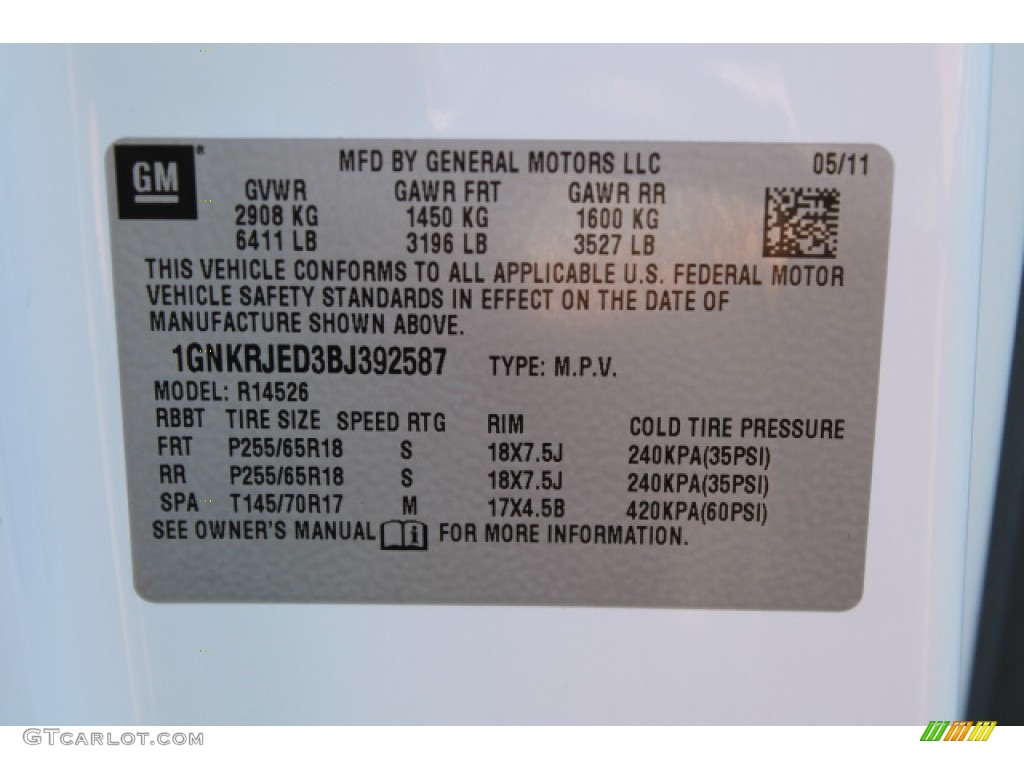 GM® MFD BY GENERAL MOTORS LLC 05/11
GVWR GAWR FRT GAWR RR
2908 KG 1450 KG 1600 KG
6411 LB 3196 LB 3527 LB
THIS VEHICLE CONFORMS TO ALL APPLICABLE U.S. FEDERAL MOTOR
VEHICLE SAFETY STANDARDS IN EFFECT ON THE DATE OF
MANUFACTURE SHOWN ABOVE.
1GNKRJED3BJ392587 TYPE: M.P.V.
MODEL: R14526
RBBT TIRE SIZE SPEED RTG RIM COLD TIRE PRESSURE
FRT P255/65R18 S 18X7.5J 240KPA(35PSI)
RR P255/65R18 S 18X7.5J 240KPA(35PSI)
SPA T145/70R17 M 17X4.5B 420KPA(60PSI)
SEE OWNER'S MANUAL i FOR MORE INFORMATION.
GTCARLOT.COM